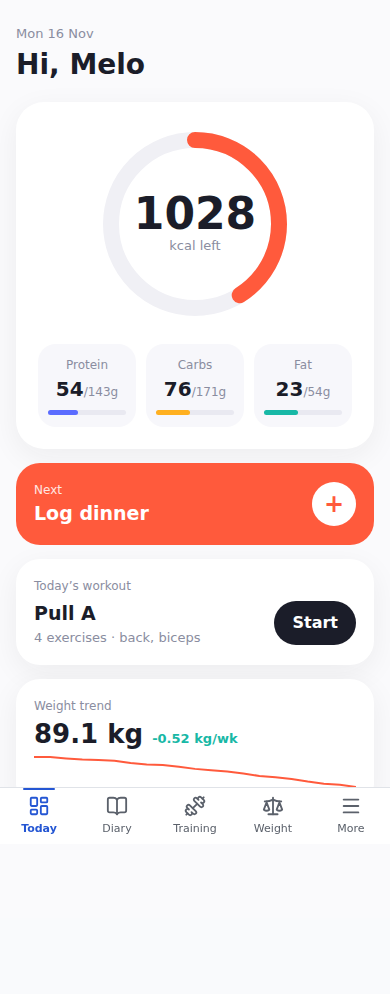 Mon 16 Nov
Hi, Melo
1028
kcal left
Protein
54/143g
Carbs
76/171g
Fat
23/54g
Next
Log dinner
+
Today’s workout
Pull A
4 exercises · back, biceps
Start
Weight trend
89.1 kg -0.52 kg/wk
Today
Diary
Training
Weight
More